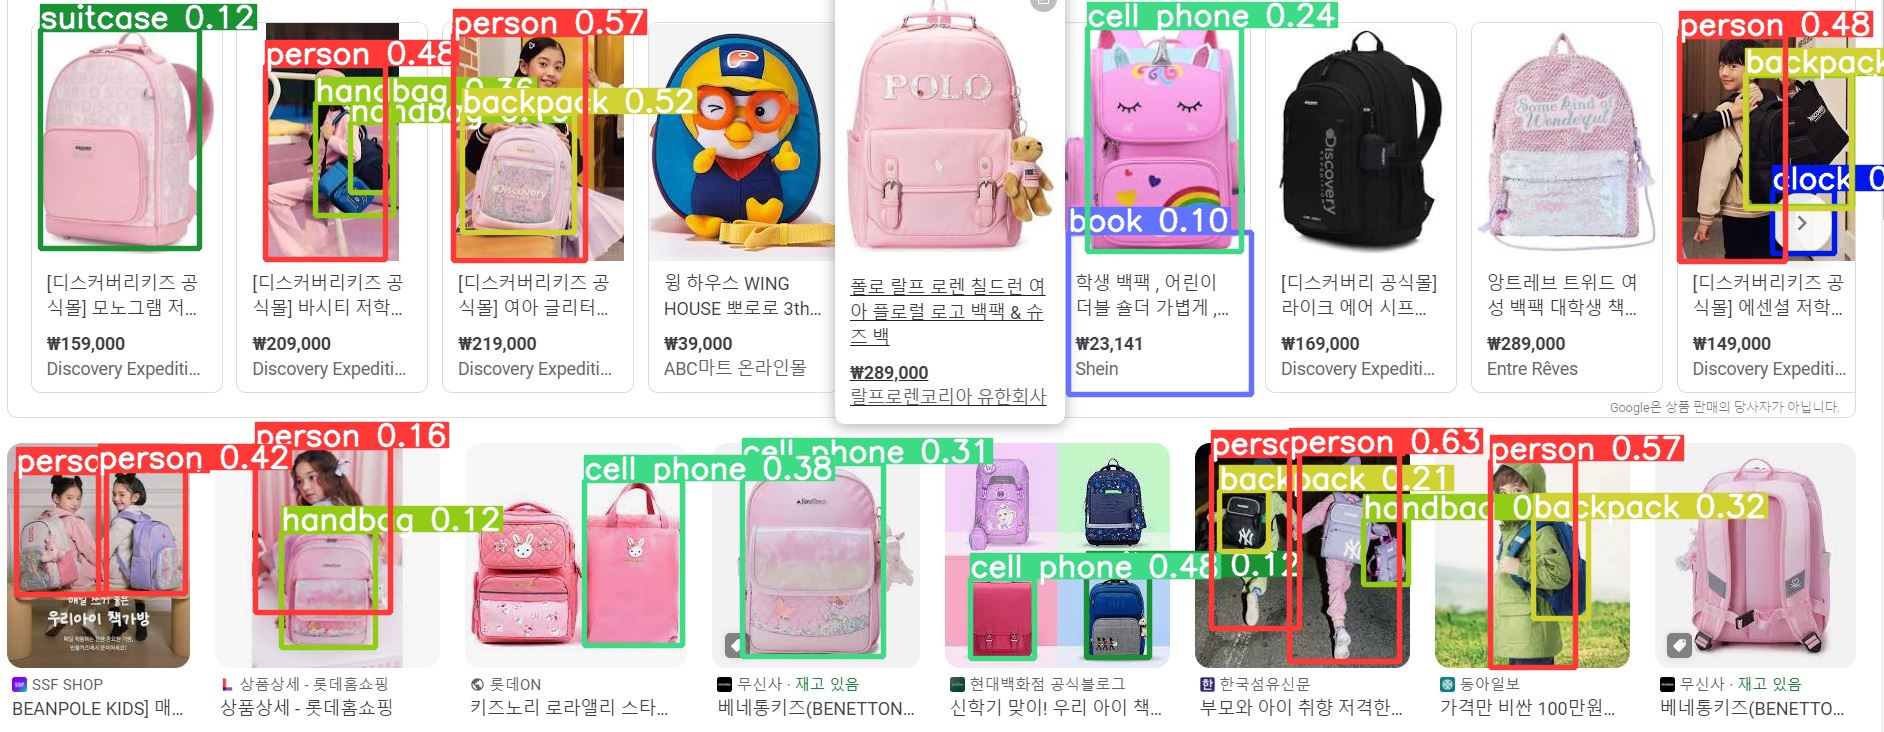 suitcase 0.12
person 0.48
handbag 0.36
handbag
person 0.57
backpack 0.52
cell phone 0.24
book 0.10
person 0.48
backpack
clock 0
POLO
Discovery
Discovery
Some kind of
Wonderful
[디스커버리키즈 공
식몰] 모노그램 저...
₩159,000
Discovery Expediti...
[디스커버리키즈 공
식몰] 바시티 저학...
₩209,000
Discovery Expediti...
[디스커버리키즈 공
식몰] 여아 글리터...
₩219,000
Discovery Expediti...
윙 하우스 WING
HOUSE 뽀로로 3th...
₩39,000
ABC마트 온라인몰
폴로 랄프 로렌 칠드런 여
아 플로럴 로고 백팩 & 슈
즈 백
₩289,000
랄프로렌코리아 유한회사
학생 백팩 , 어린이
더블 숄더 가볍게 ,...
₩23,141
Shein
[디스커버리 공식몰]
라이크 에어 시프...
₩169,000
Discovery Expediti...
앙트레브 트위드 여
성 백팩 대학생 책...
₩289,000
Entre Rêves
[디스커버리키즈 공
식몰] 에센셜 저학...
₩149,000
Discovery Expediti...
Google은 상품 판매의 당사자가 아닙니다.
perso
person 0.42
person 0.16
handbag 0.12
cell phone 0.38
cell phone 0.31
cell phone 0.48
0.12
perso
person 0.63
backpack 0.21
handbag 0
person 0.57
backpack 0.32
매일 쓰기 좋은
우리아이 책가방
SSF SHOP
BEANPOLE KIDS] 매...
상품상세 - 롯데홈쇼핑
상품상세 - 롯데홈쇼핑
롯데ON
키즈노리 로라앨리 스타...
무신사 · 재고 있음
베네통키즈(BENETTON...
현대백화점 공식블로그
신학기 맞이! 우리 아이 책...
한국섬유신문
부모와 아이 취향 저격한...
동아일보
가격만 비싼 100만원...
무신사 · 재고 있음
베네통키즈(BENETTO...